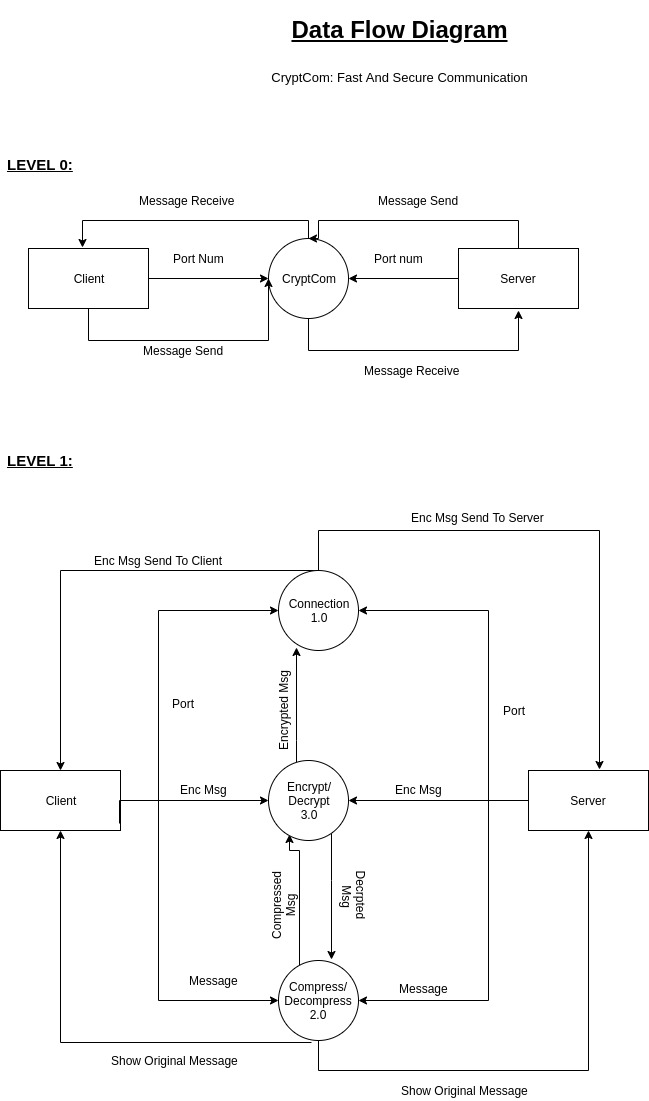 Data Flow Diagram
CryptCom: Fast And Secure Communication
LEVEL 0:
Message Receive
Message Send
Port Num
Port num
Client
CryptCom
Server
Message Send
Message Receive
LEVEL 1:
Enc Msg Send To Server
Enc Msg Send To Client
Connection
1.0
Encrypted Msg
Port
Port
Client
Enc Msg
Encrypt/
Decrypt
3.0
Enc Msg
Server
Compressed
Msg
Decrpted
Msg
Message
Compress/
Decompress
2.0
Message
Show Original Message
Show Original Message